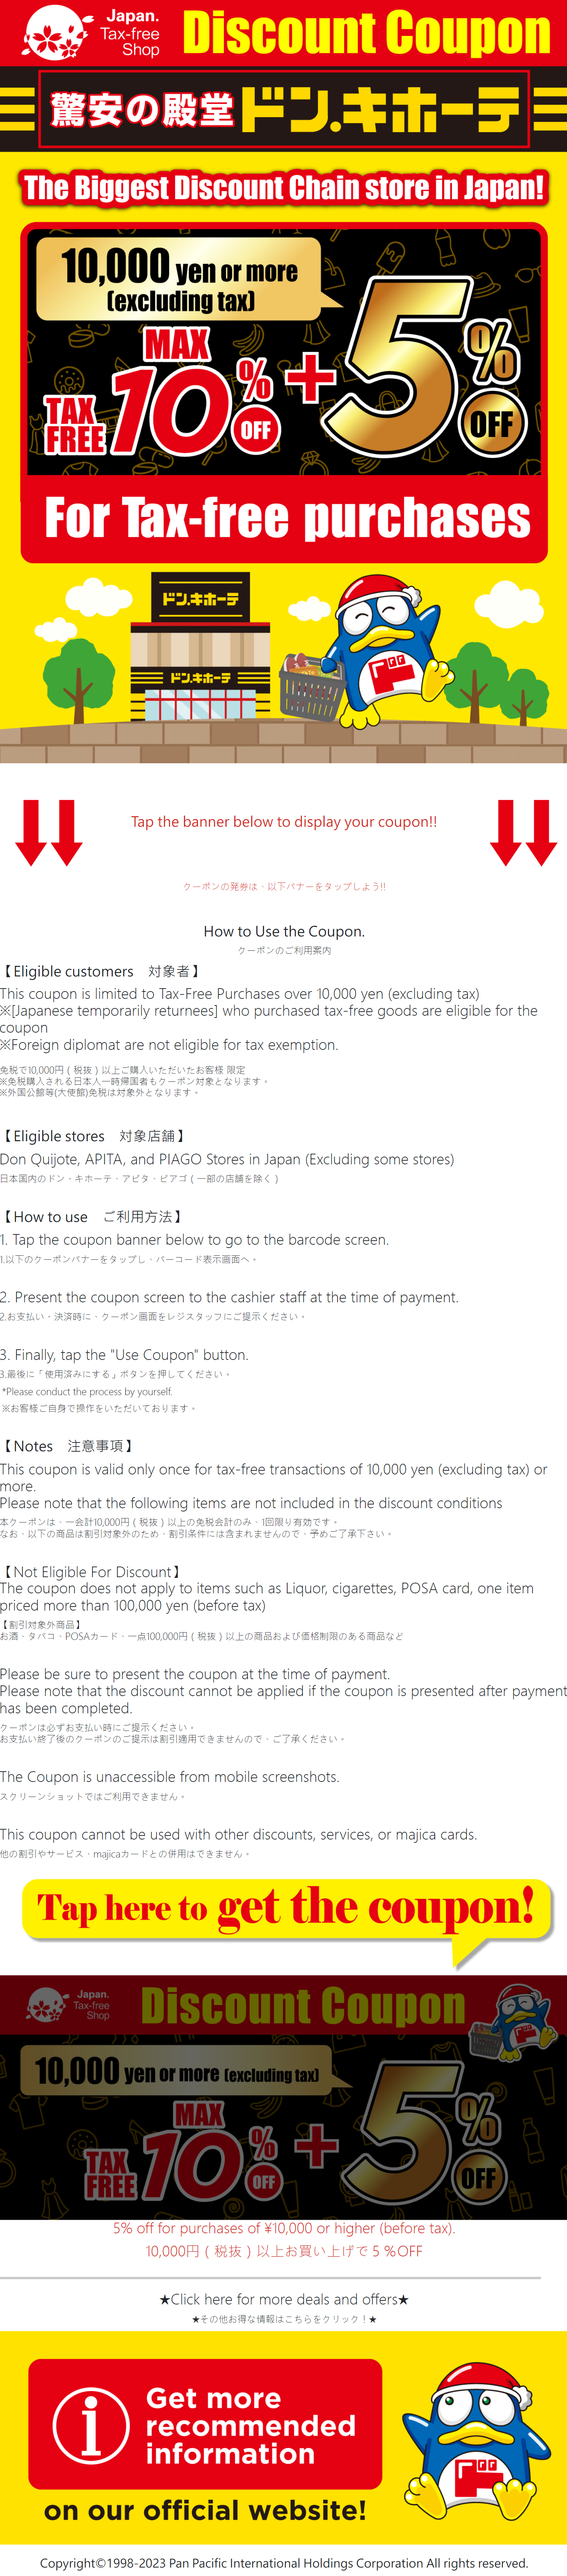 Japan.
Tax-free
Shop
Discount Coupon
驚安の殿堂 ドン.キホーテ
The Biggest Discount Chain store in Japan!
10,000 yen or more
(excluding tax)
MAX
TAX
FREE
10%
OFF
+
5%
OFF
For Tax-free purchases
ドン.キホーテ
ドン.キホーテ
Tap the banner below to display your coupon!!
クーポンの発券は、以下バナーをタップしよう!!
How to Use the Coupon.
クーポンのご利用案内
【Eligible customers 対象者】
This coupon is limited to Tax-Free Purchases over 10,000 yen (excluding tax)
※[Japanese temporarily returnees] who purchased tax-free goods are eligible for the
coupon
※Foreign diplomat are not eligible for tax exemption.
免税で10,000円（税抜）以上ご購入いただいたお客様 限定
※免税購入される日本人一時帰国者もクーポン対象となります。
※外国公館等(大使館)免税は対象外となります。
【Eligible stores 対象店舗】
Don Quijote, APITA, and PIAGO Stores in Japan (Excluding some stores)
日本国内のドン・キホーテ、アピタ、ピアゴ（一部の店舗を除く）
【How to use ご利用方法】
1. Tap the coupon banner below to go to the barcode screen.
1.以下のクーポンバナーをタップし、バーコード表示画面へ。
2. Present the coupon screen to the cashier staff at the time of payment.
2.お支払い、決済時に、クーポン画面をレジスタッフにご提示ください。
3. Finally, tap the "Use Coupon" button.
3.最後に「使用済みにする」ボタンを押してください。
*Please conduct the process by yourself.
※お客様ご自身で操作をいただいております。
【Notes 注意事項】
This coupon is valid only once for tax-free transactions of 10,000 yen (excluding tax) or
more.
Please note that the following items are not included in the discount conditions
本クーポンは、一会計10,000円（税抜）以上の免税会計のみ、1回限り有効です。
なお、以下の商品は割引対象外のため、割引条件には含まれませんので、予めご了承下さい。
【Not Eligible For Discount】
The coupon does not apply to items such as Liquor, cigarettes, POSA card, one item
priced more than 100,000 yen (before tax)
【割引対象外商品】
お酒、タバコ、POSAカード、一点100,000円（税抜）以上の商品および価格制限のある商品など
Please be sure to present the coupon at the time of payment.
Please note that the discount cannot be applied if the coupon is presented after payment
has been completed.
クーポンは必ずお支払い時にご提示ください。
お支払い終了後のクーポンのご提示は割引適用できませんので、ご了承ください。
The Coupon is unaccessible from mobile screenshots.
スクリーンショットではご利用できません。
This coupon cannot be used with other discounts, services, or majica cards.
他の割引やサービス、majicaカードとの併用はできません。
Tap here to get the coupon!
Japan.
Tax-free
Shop
Discount Coupon
10,000 yen or more (excluding tax)
MAX
TAX
FREE
10%
OFF
+
5%
OFF
5% off for purchases of ¥10,000 or higher (before tax).
10,000円（税抜）以上お買い上げで５％OFF
★Click here for more deals and offers★
★その他お得な情報はこちらをクリック！★
i
Get more
recommended
information
on our official website!
Copyright©1998-2023 Pan Pacific International Holdings Corporation All rights reserved.